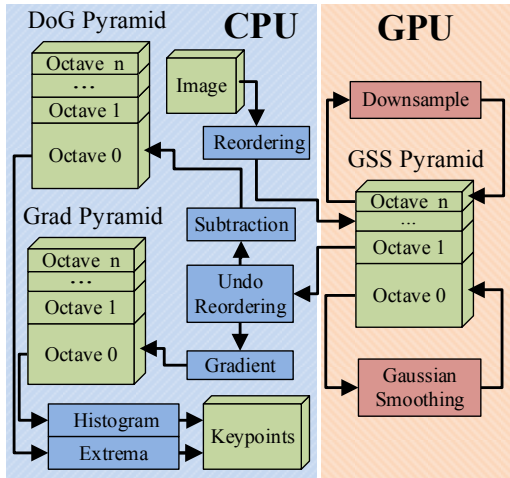 DoG Pyramid
CPU
GPU
Octave n
...
Octave 1
Octave 0
Image
Reordering
Downsample
GSS Pyramid
Octave n
...
Octave 1
Octave 0
Grad Pyramid
Subtraction
Octave n
...
Octave 1
Octave 0
Undo
Reordering
Gradient
Gaussian
Smoothing
Histogram
Extrema
Keypoints